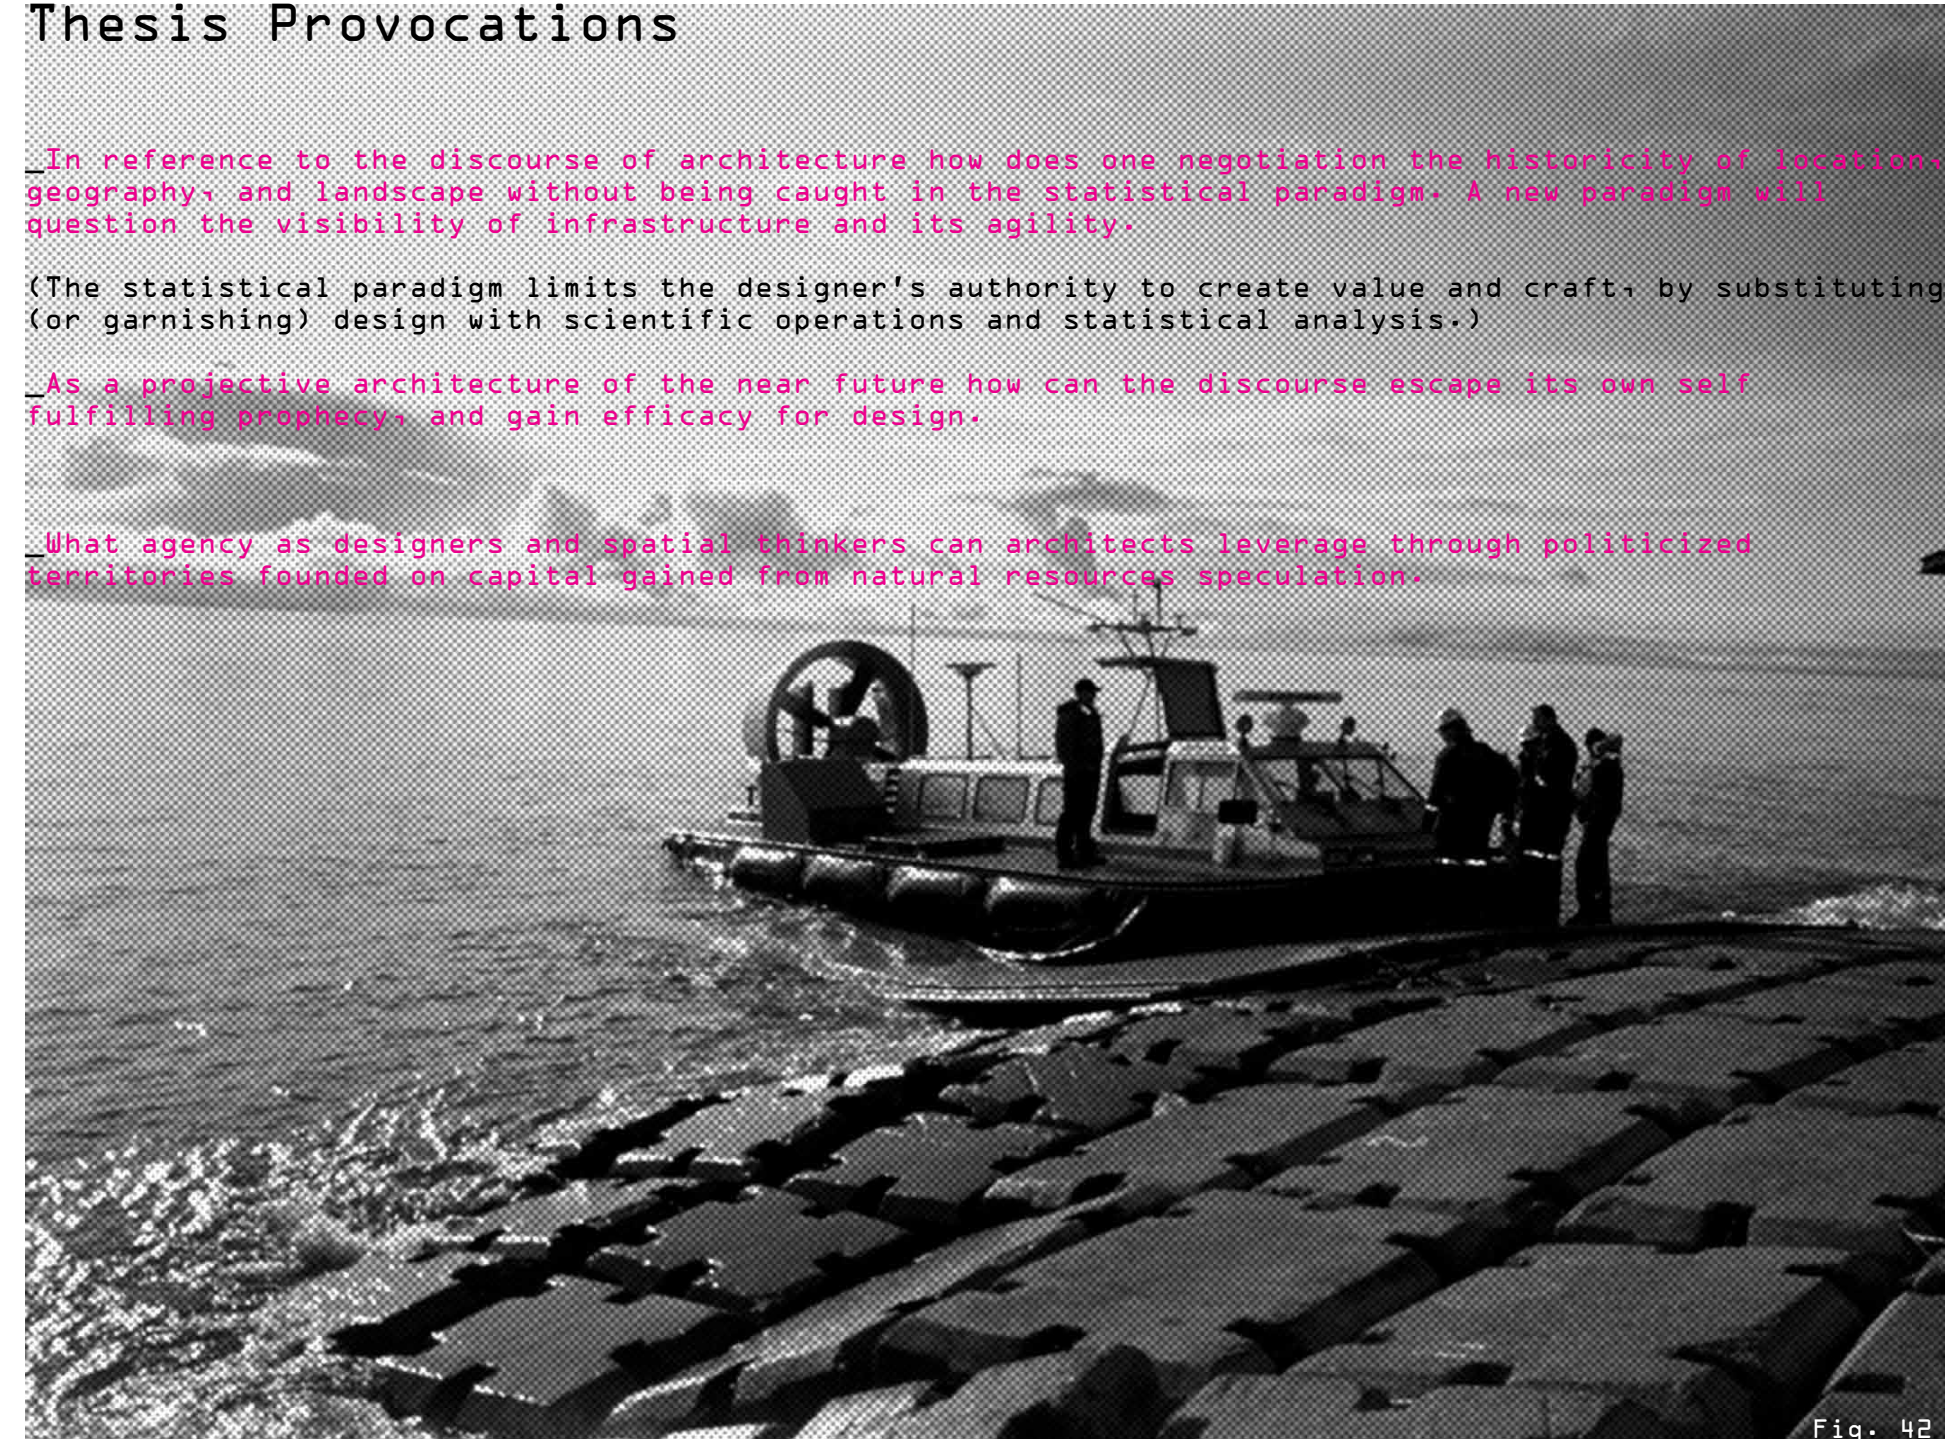 Thesis Provocations
_In reference to the discourse of architecture how does one negotiation the historicity of location,
geography, and landscape without being caught in the statistical paradigm. A new paradigm will
question the visibility of infrastructure and its agility.
(The statistical paradigm limits the designer's authority to create value and craft, by substituting
(or garnishing) design with scientific operations and statistical analysis.)
_As a projective architecture of the near future how can the discourse escape its own self
fulfilling prophecy, and gain efficacy for design.
_What agency as designers and spatial thinkers can architects leverage through politicized
territories founded on capital gained from natural resources speculation.
Fig. 42